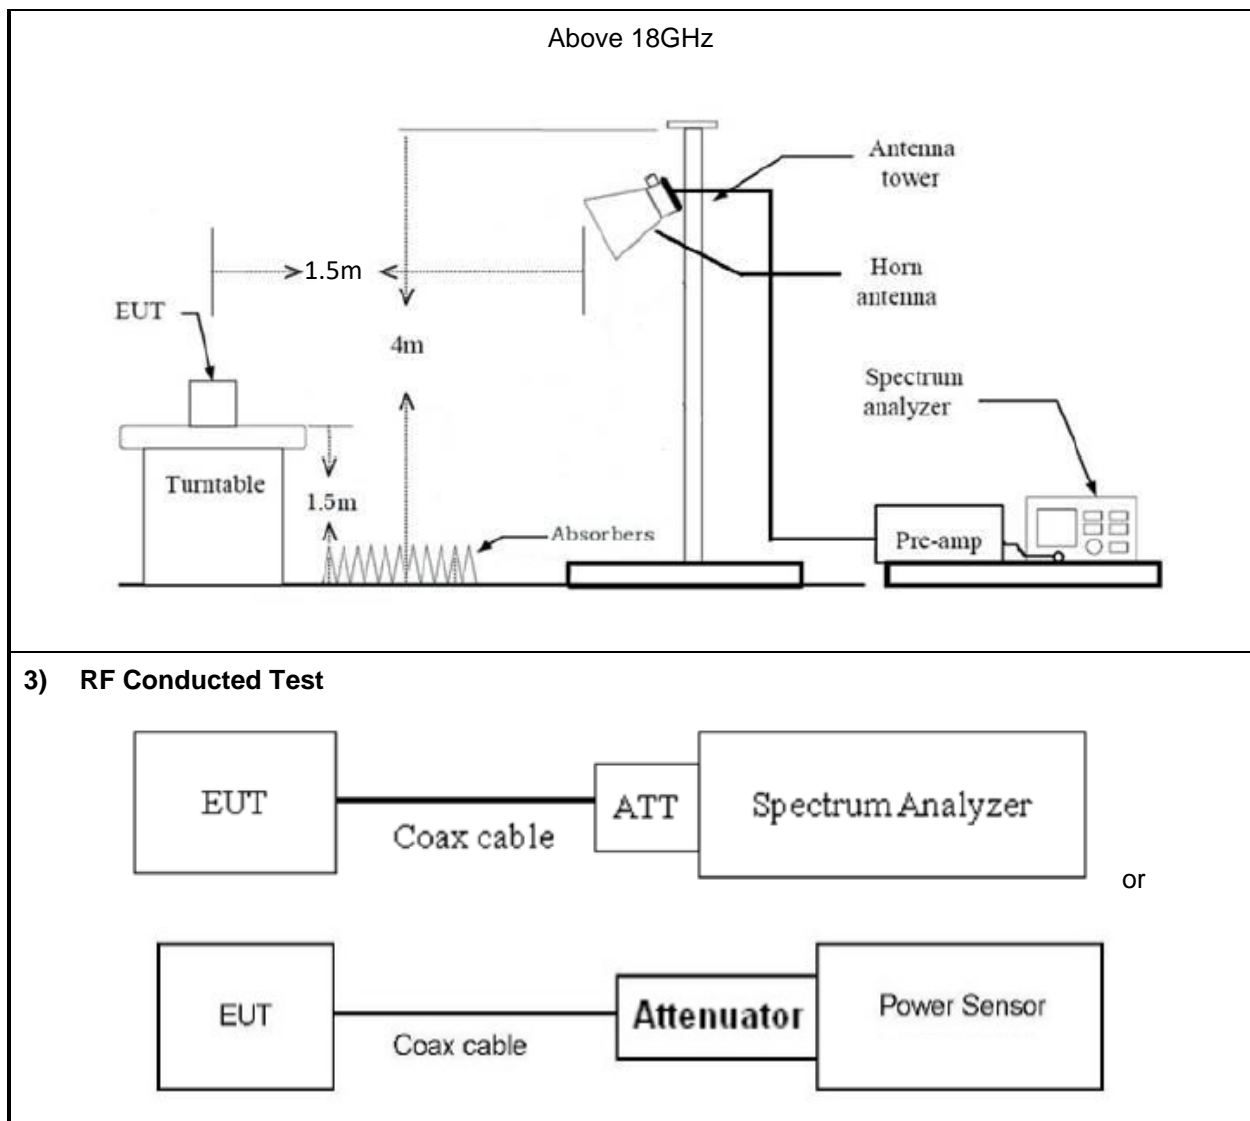 Above 18GHz
Antenna
tower
1.5m
Horn
antenna
EUT
4m
Spectrum
analyzer
Turntable
1.5m
Absorbers
Pre-amp
3) RF Conducted Test
EUT
Coax cable
ATT
Spectrum Analyzer
or
EUT
Coax cable
Attenuator
Power Sensor